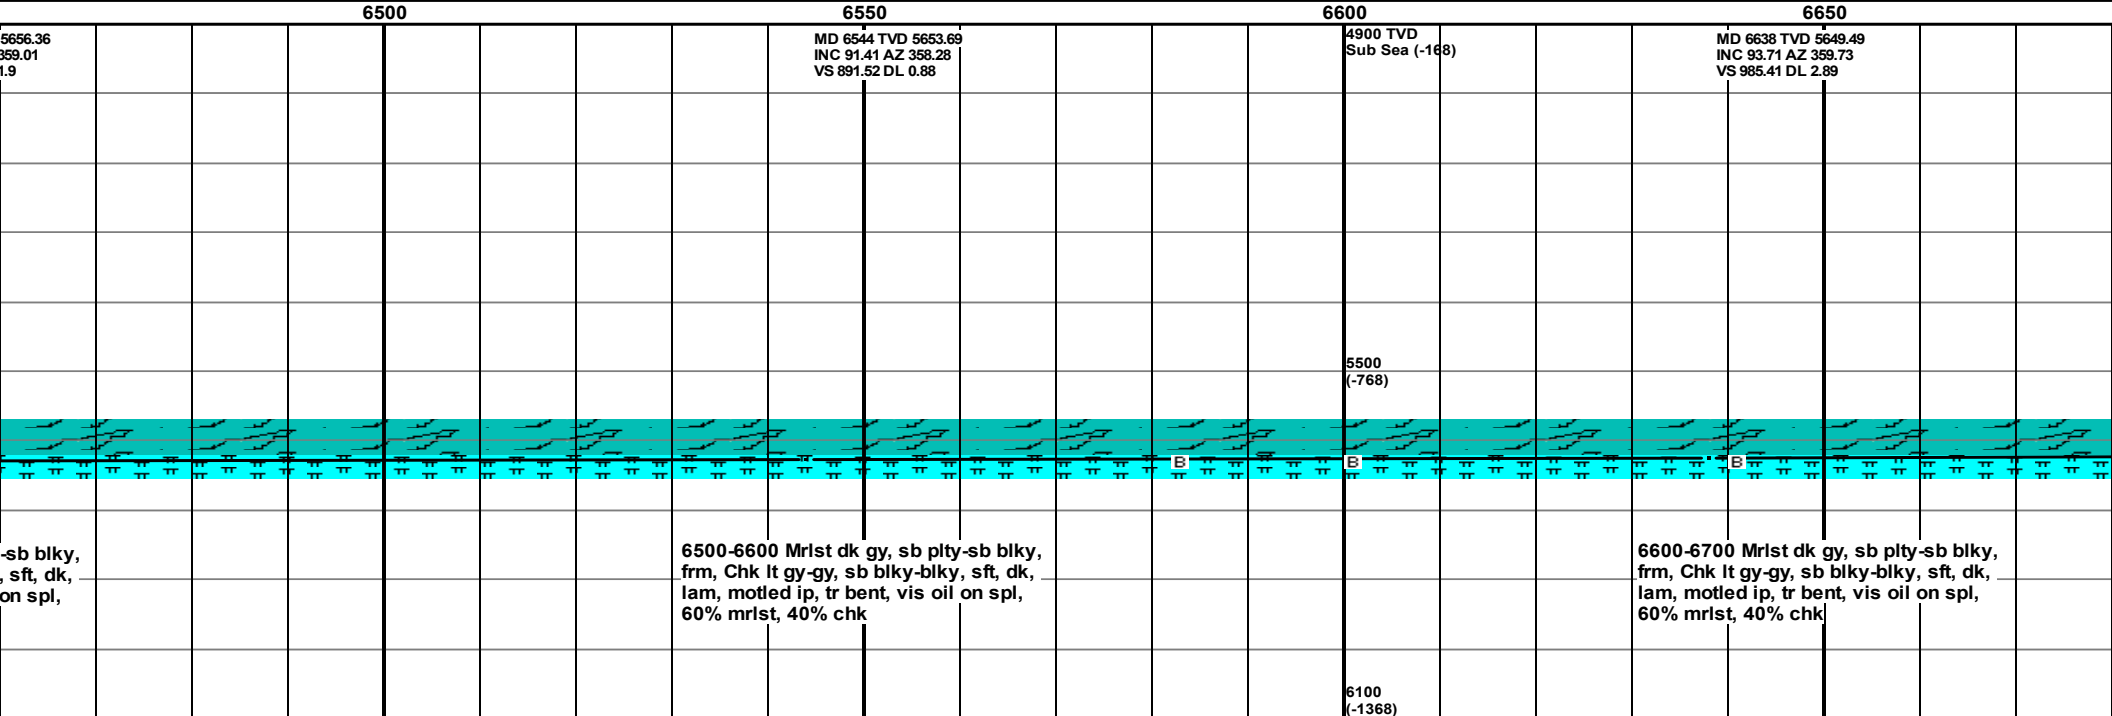 6500
6550
6600
6650
5656.36
359.01
1.9
MD 6544 TVD 5653.69
INC 91.41 AZ 358.28
VS 891.52 DL 0.88
4900 TVD
Sub Sea (-168)
MD 6638 TVD 5649.49
INC 93.71 AZ 359.73
VS 985.41 DL 2.89
5500
(-768)
B
B
B
-sb blky,
, sft, dk,
on spl,
6500-6600 Mrlst dk gy, sb plty-sb blky,
frm, Chk lt gy-gy, sb blky-blky, sft, dk,
lam, motled ip, tr bent, vis oil on spl,
60% mrlst, 40% chk
6600-6700 Mrlst dk gy, sb plty-sb blky,
frm, Chk lt gy-gy, sb blky-blky, sft, dk,
lam, motled ip, tr bent, vis oil on spl,
60% mrlst, 40% chk
6100
(-1368)